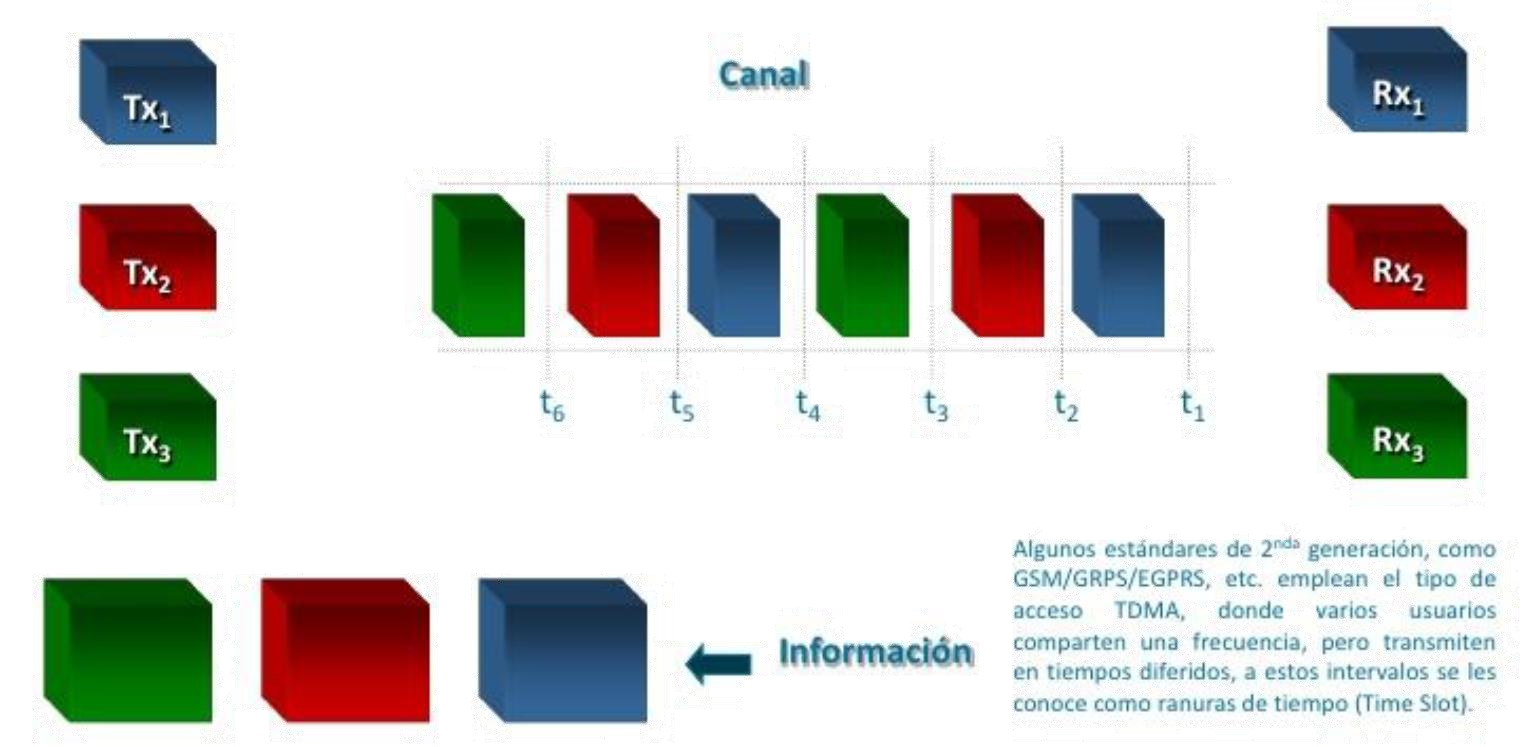 Canal
Tx1
Rx1
Tx2
Rx2
Tx3
Rx3
t6 t5 t4 t3 t2 t1
Información
Algunos estándares de 2nda generación, como
GSM/GRPS/EGPRS, etc. emplean el tipo de
acceso TDMA, donde varios usuarios
comparten una frecuencia, pero transmiten
en tiempos diferidos, a estos intervalos se les
conoce como ranuras de tiempo (Time Slot).